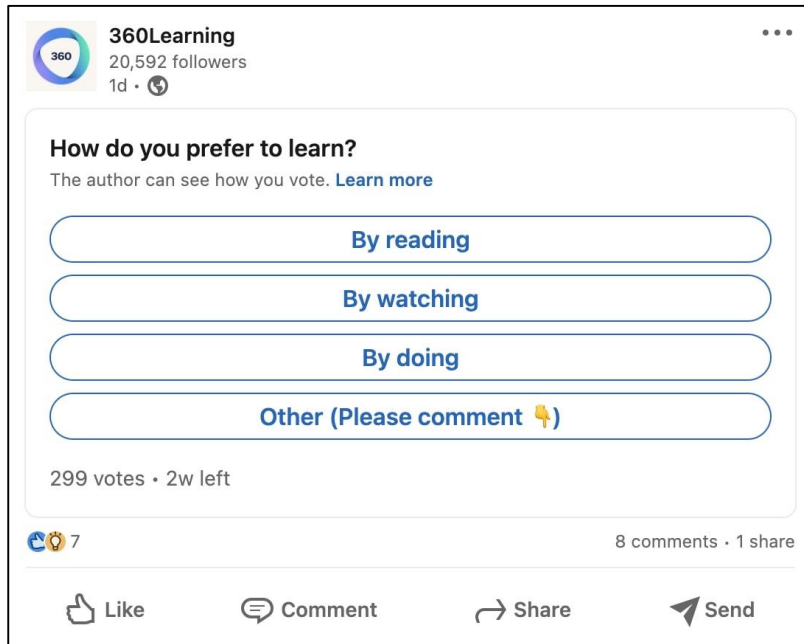 360
360Learning
20,592 followers
1d •
How do you prefer to learn?
The author can see how you vote. Learn more
By reading
By watching
By doing
Other (Please comment 👇)
299 votes • 2w left
7
8 comments • 1 share
Like
Comment
Share
Send